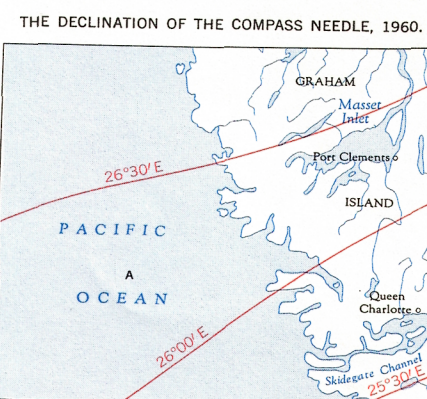 THE DECLINATION OF THE COMPASS NEEDLE, 1960.
GRAHAM
Masset
Inlet
Port Clements
26°30′E
ISLAND
PACIFIC
A
OCEAN
Queen
Charlotte
26°00′E
Skidegate Channel
25°30′E